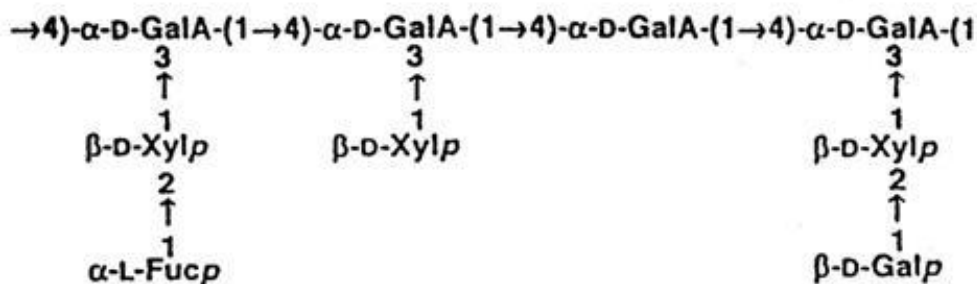 →4)-α-D-GalA-(1→4)-α-D-GalA-(1→4)-α-D-GalA-(1→4)-α-D-GalA-(1
3 3 3
↑ ↑ ↑
1 1 1
β-D-Xylp β-D-Xylp β-D-Xylp
2 2
↑ ↑
1 1
α-L-Fucp β-D-Galp